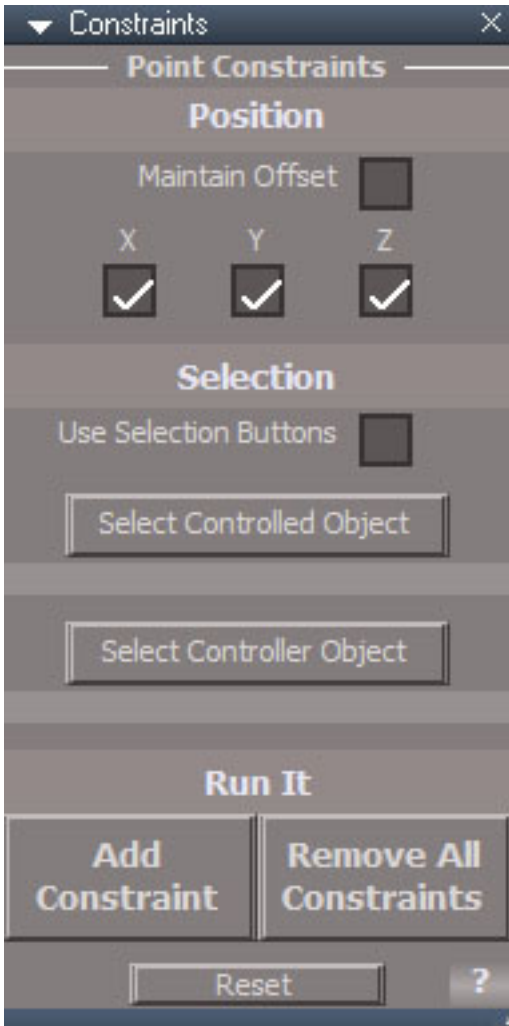 Constraints
Point Constraints
Position
Maintain Offset
X Y Z
Selection
Use Selection Buttons
Select Controlled Object
Select Controller Object
Run It
Add
Constraint
Remove All
Constraints
Reset
?